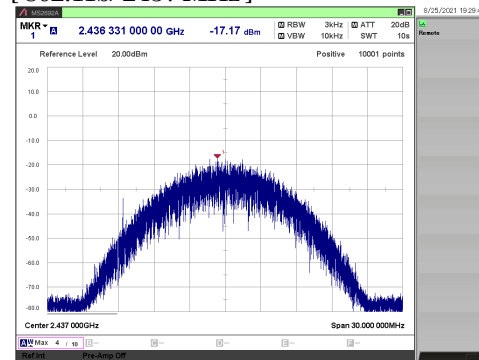 MS2692A
8/25/2021 19:29:4
MKR
1
2.436 331 000 00 GHz
-17.17 dBm
RBW 3kHz
VBW 10kHz
ATT 20dB
SWT 10s
Remote
Reference Level 20.00dBm
Positive 10001 points
20.0
10.0
0.0
-10.0
-20.0
-30.0
-40.0
-50.0
-60.0
-70.0
-80.0
Center 2.437 000GHz
Span 30.000 000MHz
Max 4 / 10
Ref.Int Pre-Amp Off